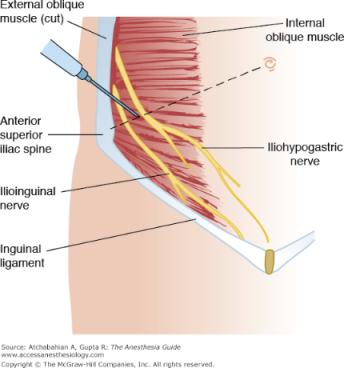 External oblique
muscle (cut)
Internal
oblique muscle
Anterior
superior
iliac spine
Iliohypogastric
nerve
Ilioinguinal
nerve
Inguinal
ligament
Source: Atchabahian A, Gupta R: The Anesthesia Guide
www.accessanesthesiology.com
Copyright © The McGraw-Hill Companies, Inc. All rights reserved.